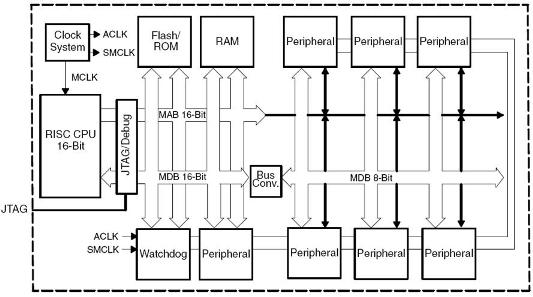 Clock
System
ACLK
SMCLK
MCLK
Flash/
ROM
RAM
Peripheral
Peripheral
Peripheral
RISC CPU
16-Bit
JTAG/Debug
MAB 16-Bit
MDB 16-Bit
Bus
Conv.
MDB 8-Bit
JTAG
ACLK
SMCLK
Watchdog
Peripheral
Peripheral
Peripheral
Peripheral